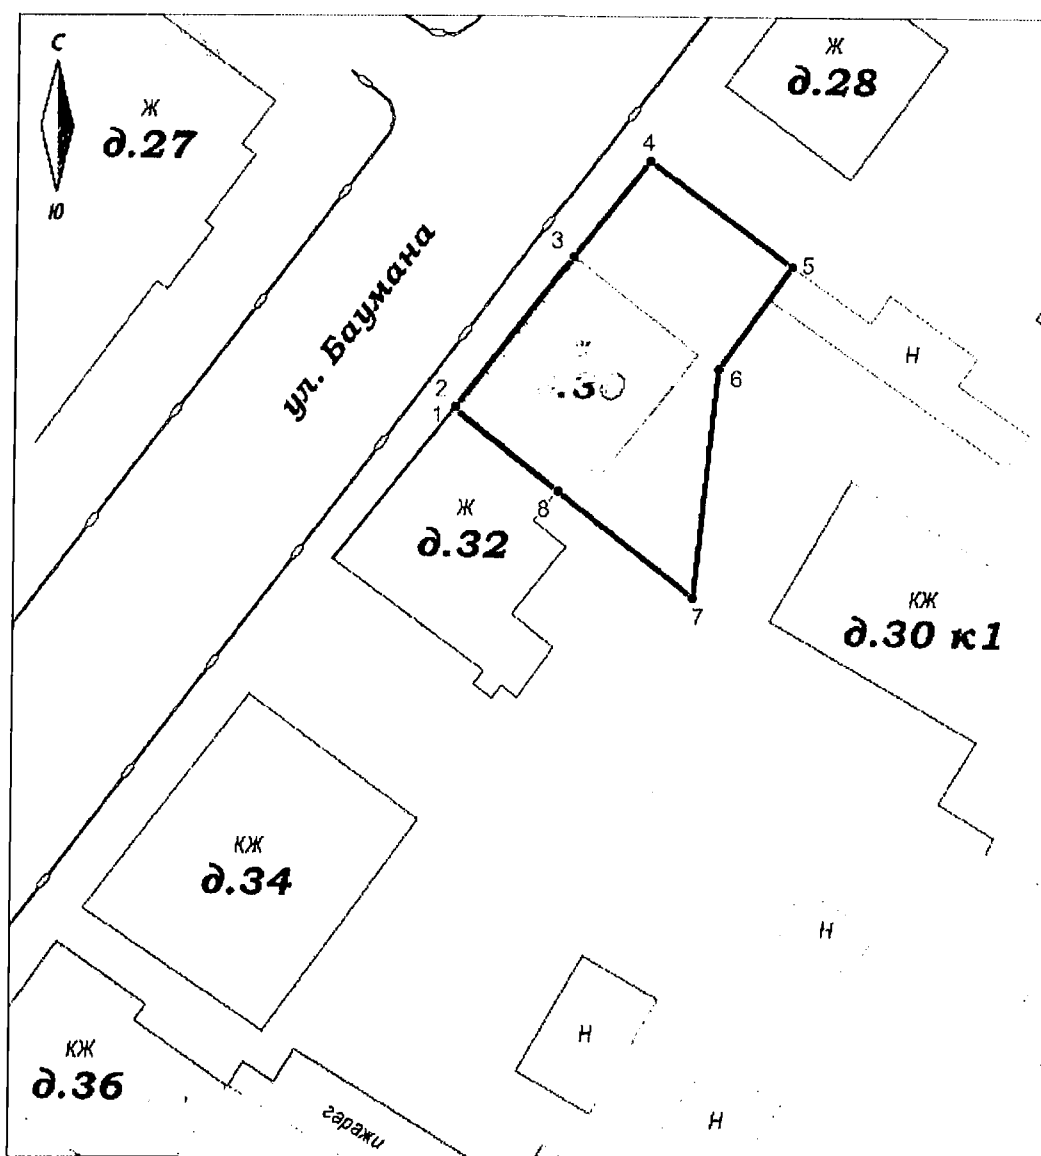 С
Ю
Ж
д.27
Ж
д.28
ул. Баумана
4
3
5
Ж
6
2
1
Н
8
Ж
д.32
7
КЖ
д.30 к1
КЖ
д.34
Н
Н
КЖ
д.36
гаражи
Н